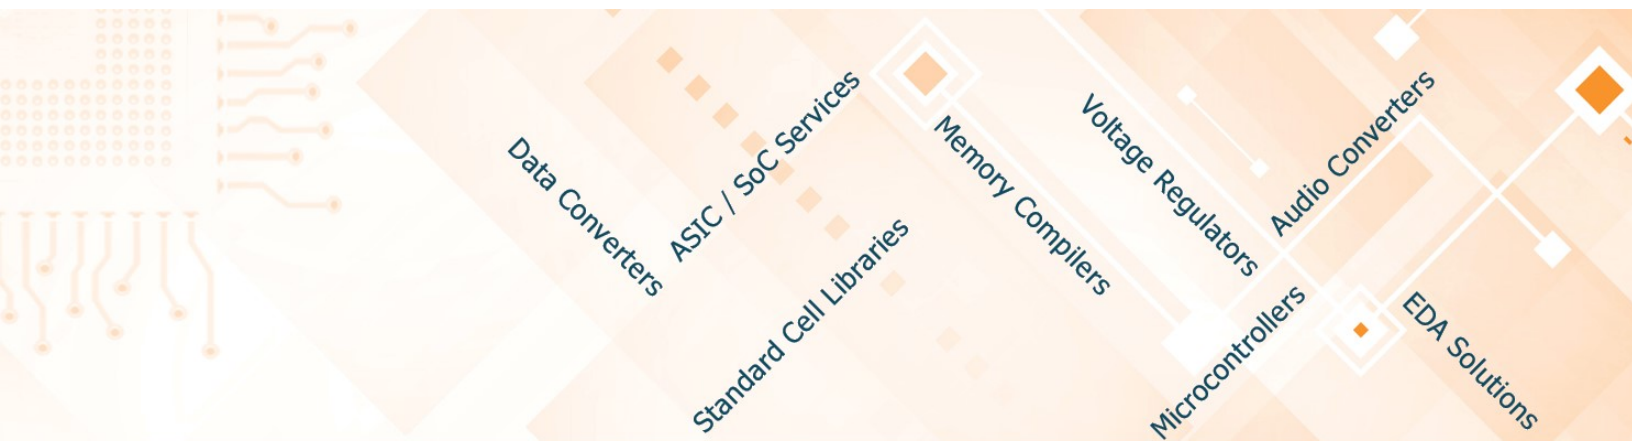 Data Converters
ASIC / SoC Services
Standard Cell Libraries
Memory Compilers
Voltage Regulators
Audio Converters
Microcontrollers
EDA Solutions